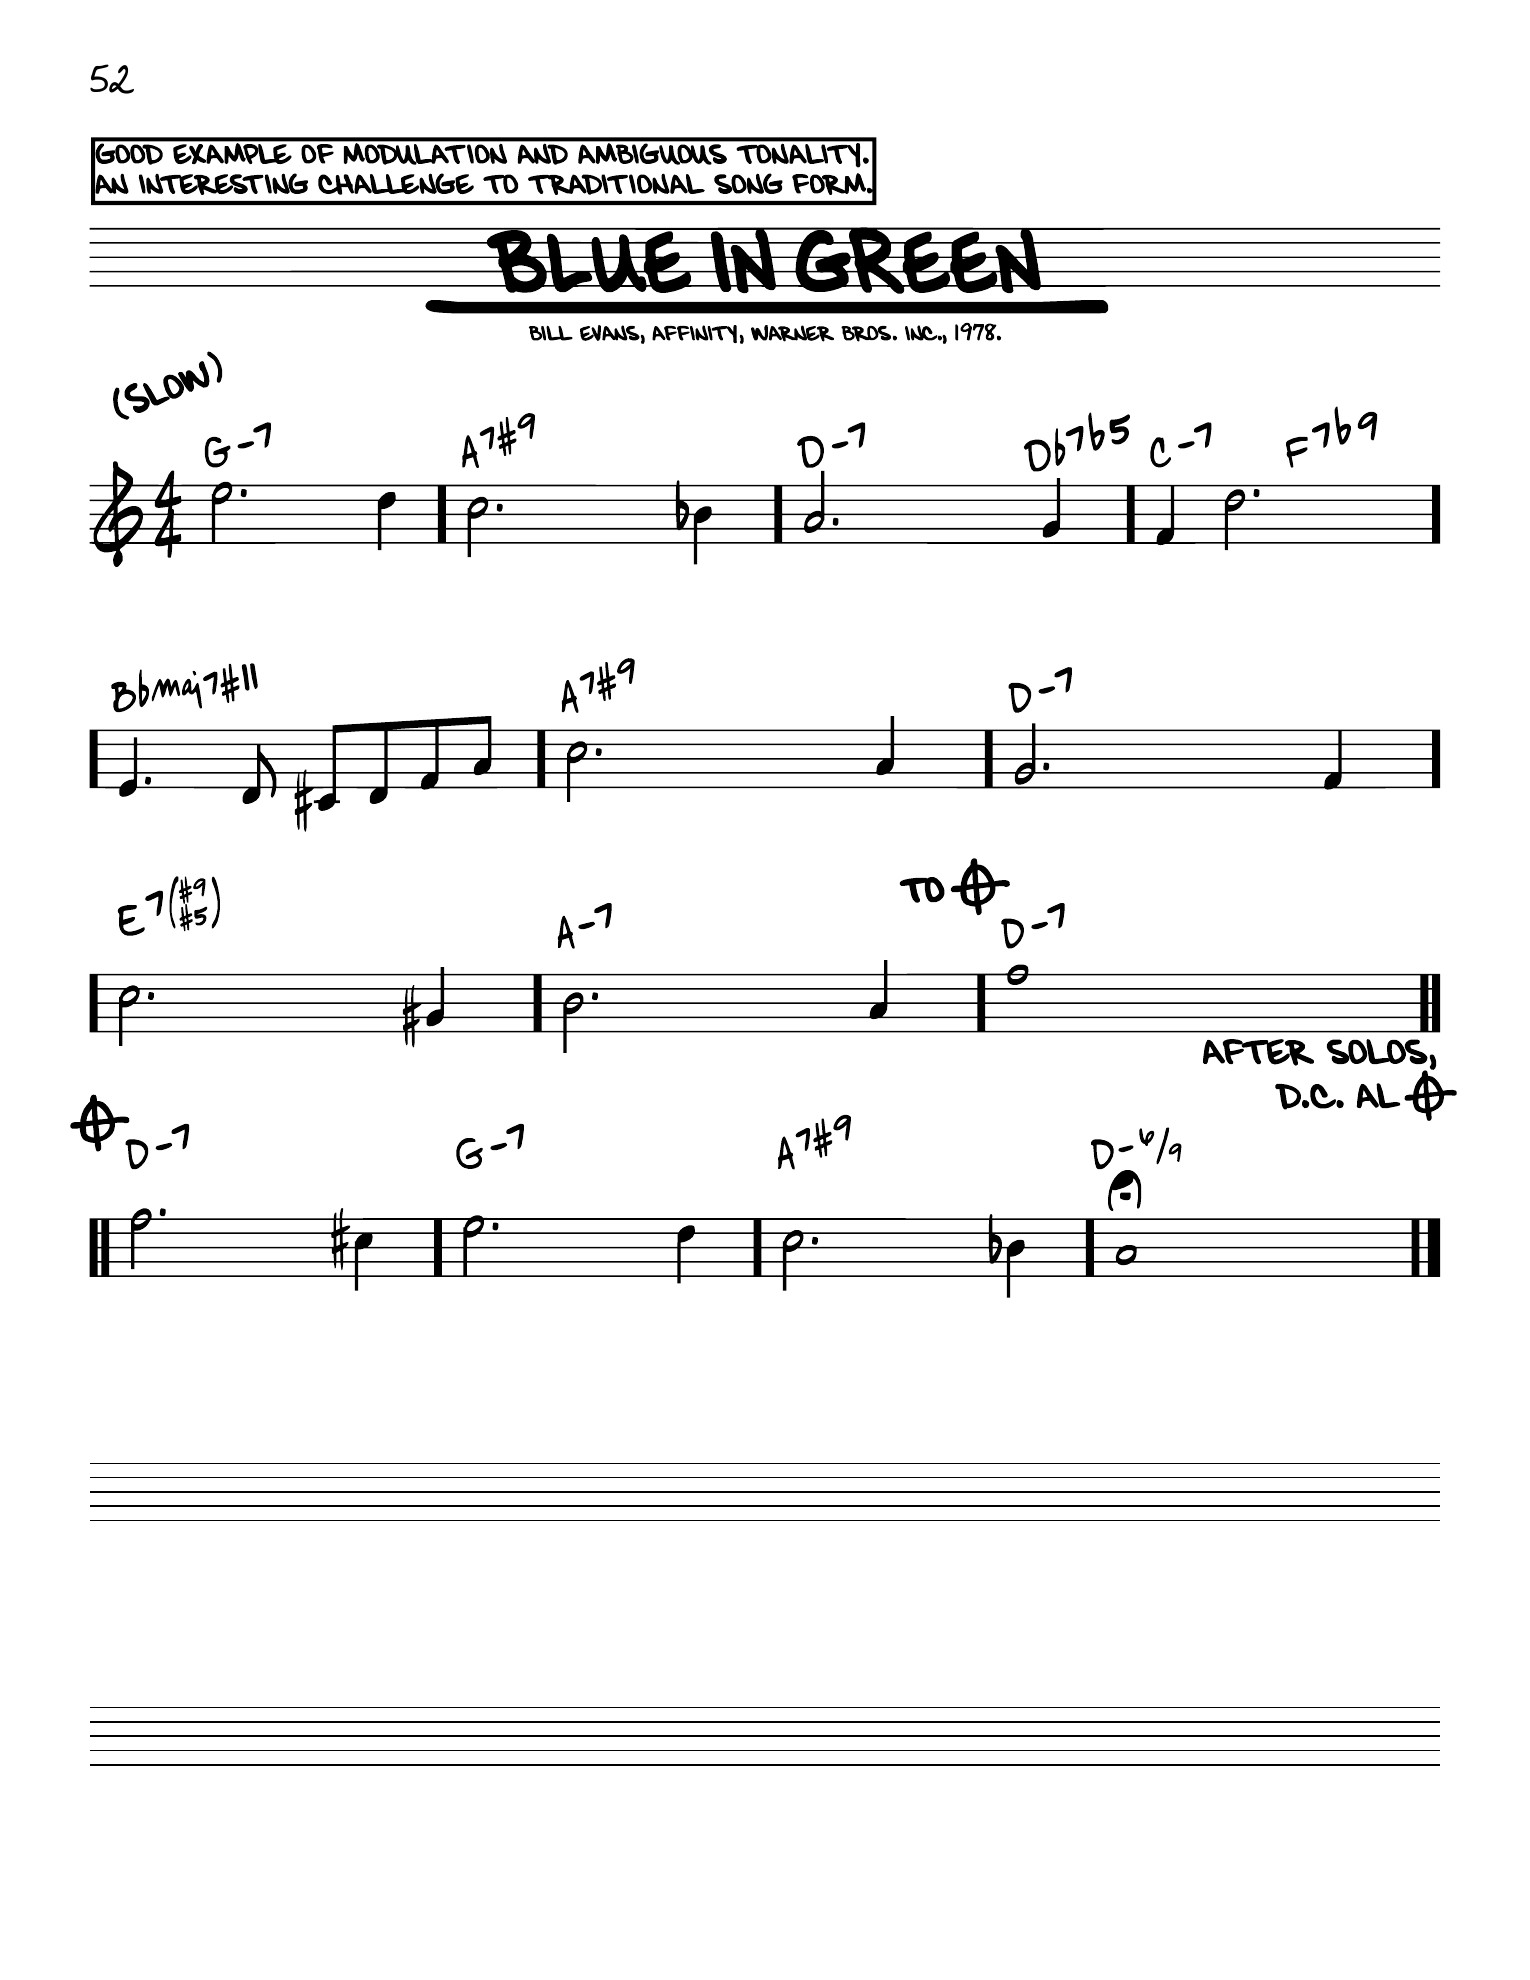 52
GOOD EXAMPLE OF MODULATION AND AMBIGUOUS TONALITY.
AN INTERESTING CHALLENGE TO TRADITIONAL SONG FORM.
BLUE IN GREEN
BILL EVANS, AFFINITY, WARNER BROS. INC., 1978.
(SLOW)
G-7 A7#9 D-7 Db7b5 C-7 F7b9
4
4
Bbmaj7#11 A7#9 D-7
TO
E7(#9 #5) A-7 D-7
AFTER SOLOS,
D.C. AL
D-7 G-7 A7#9 D-6/9